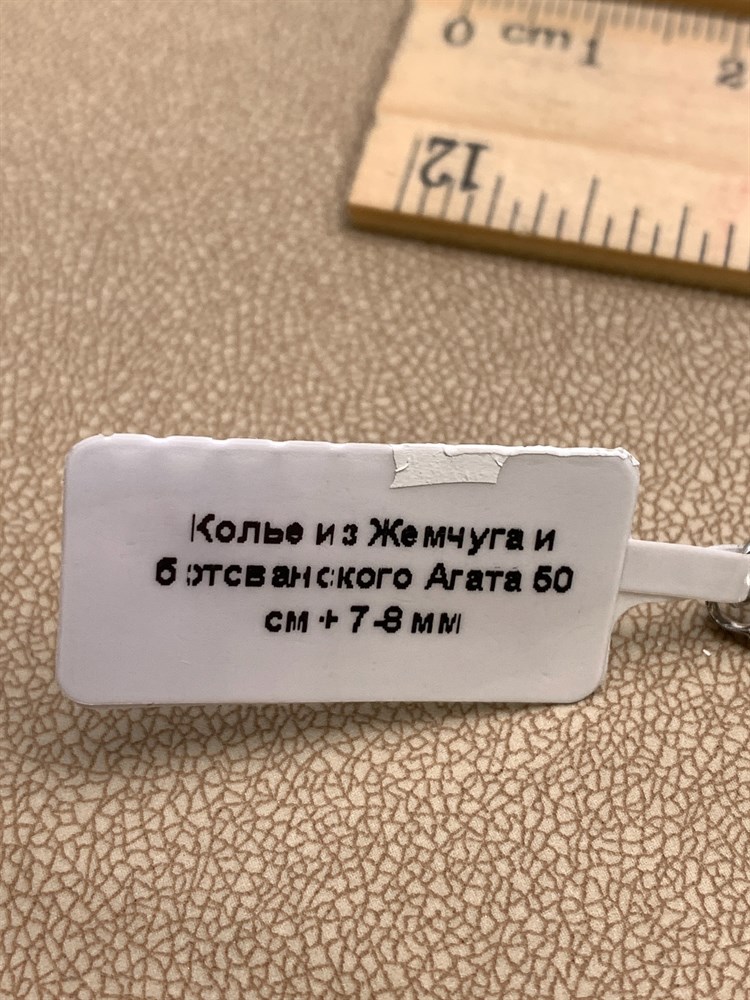 0 cm 1 2
12
Колье из Жемчуга и
ботсванского Агата 50
см + 7-8 мм